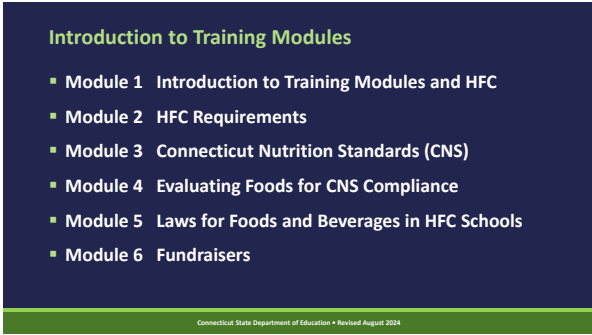 Introduction to Training Modules
▪ Module 1 Introduction to Training Modules and HFC
▪ Module 2 HFC Requirements
▪ Module 3 Connecticut Nutrition Standards (CNS)
▪ Module 4 Evaluating Foods for CNS Compliance
▪ Module 5 Laws for Foods and Beverages in HFC Schools
▪ Module 6 Fundraisers
Connecticut State Department of Education • Revised August 2024